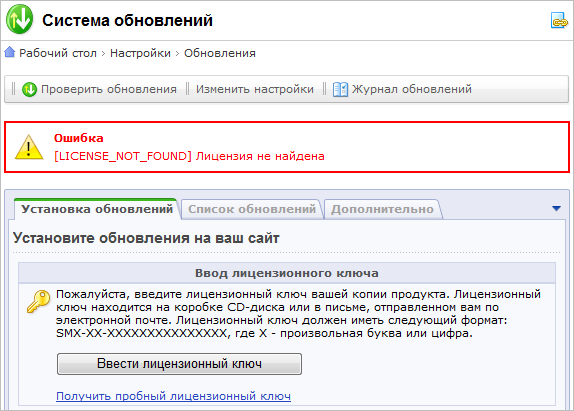 Система обновлений
Рабочий стол › Настройки › Обновления
Проверить обновления Изменить настройки Журнал обновлений
Ошибка
[LICENSE_NOT_FOUND] Лицензия не найдена
Установка обновлений Список обновлений Дополнительно
Установите обновления на ваш сайт
Ввод лицензионного ключа
Пожалуйста, введите лицензионный ключ вашей копии продукта. Лицензионный
ключ находится на коробке CD-диска или в письме, отправленном вам по
электронной почте. Лицензионный ключ должен иметь следующий формат:
SMX-XX-XXXXXXXXXXXXXXX, где X - произвольная буква или цифра.
Ввести лицензионный ключ
Получить пробный лицензионный ключ